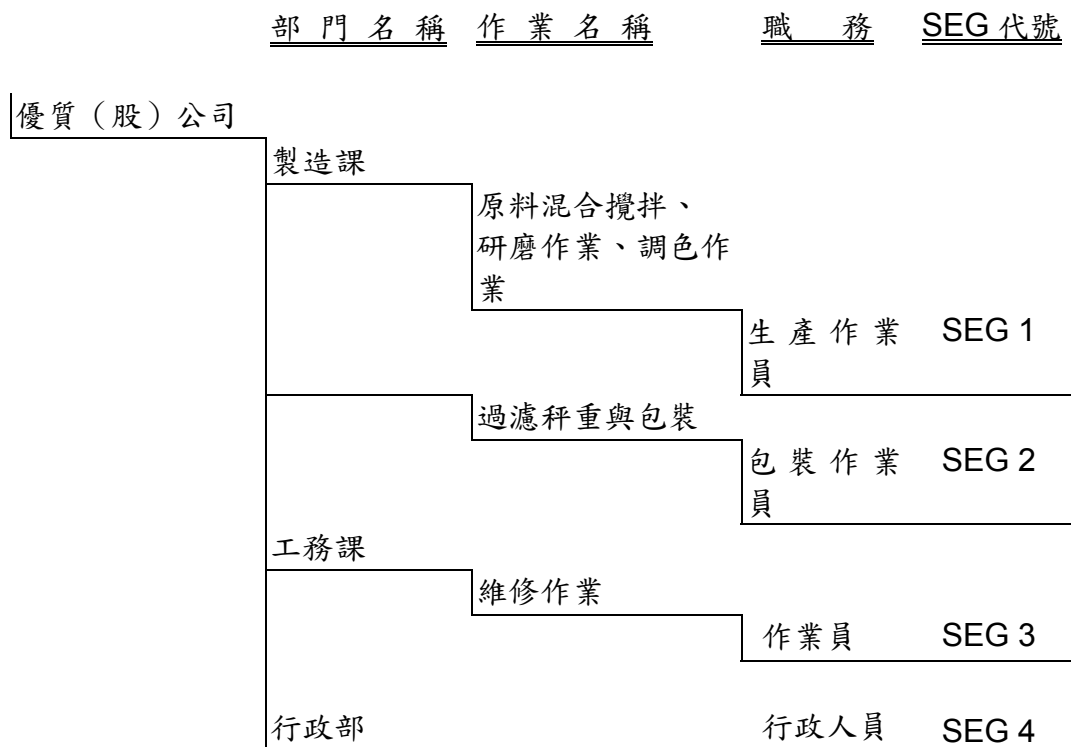 部門名稱 作業名稱 職務 SEG 代號
優質（股）公司
製造課
原料混合攪拌、
研磨作業、調色作
業
生產作業 SEG 1
員
過濾秤重與包裝
包裝作業 SEG 2
員
工務課
維修作業
作業員 SEG 3
行政部 行政人員 SEG 4